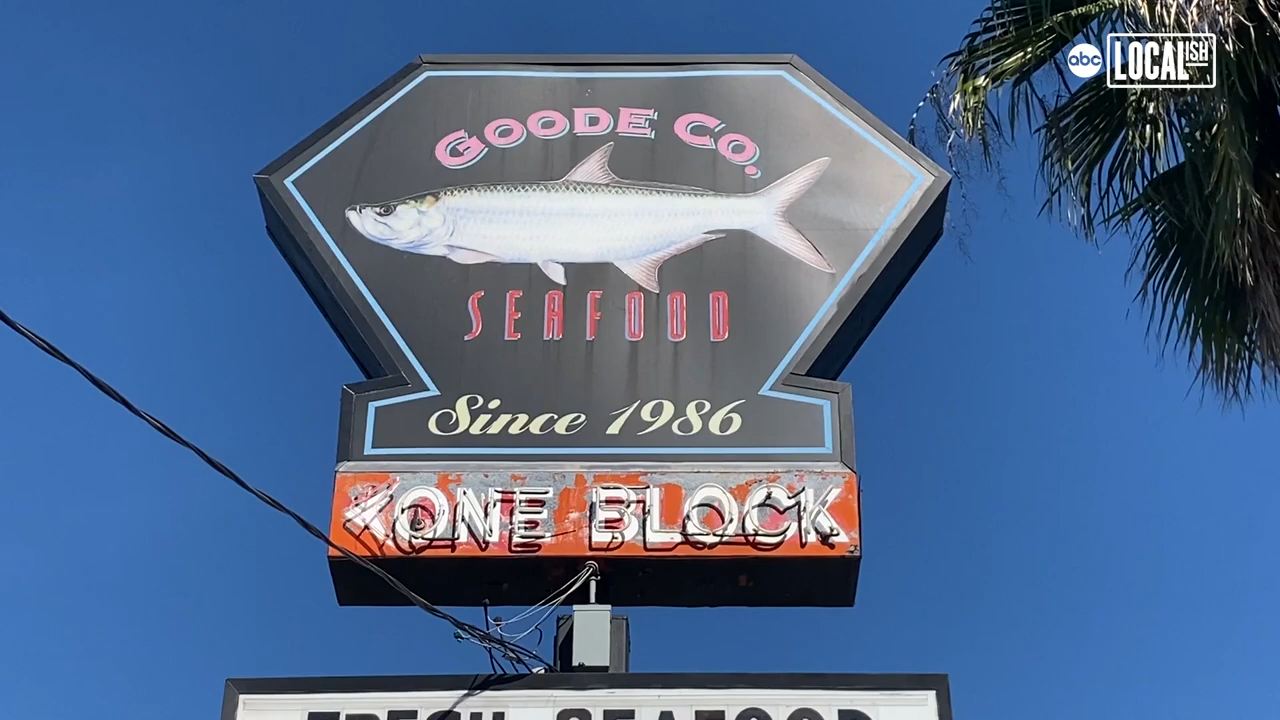 abc LOCALish
GOODE CO.
SEAFOOD
Since 1986
ONE BLOCK
FRESH SEAFOOD